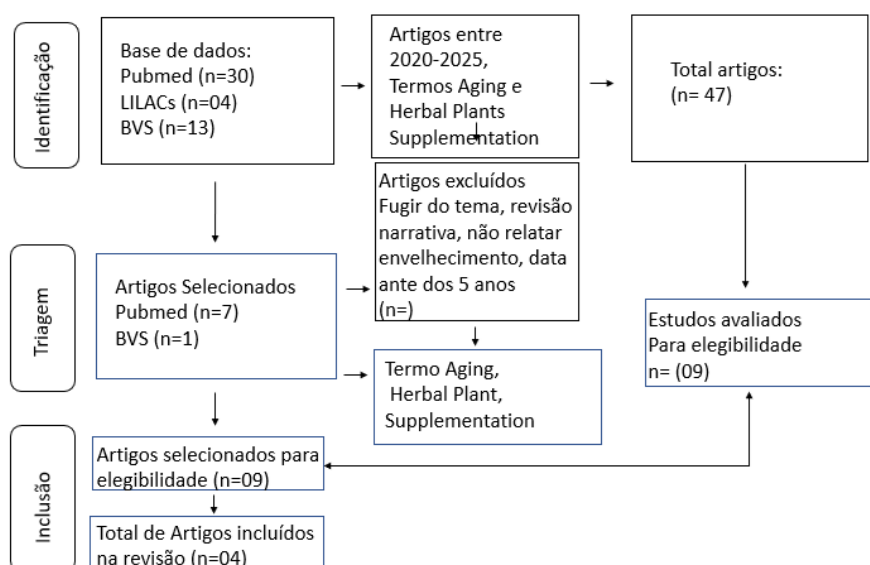 Identificação
Base de dados:
Pubmed (n=30)
LILACs (n=04)
BVS (n=13)
Artigos entre
2020-2025,
Termos Aging e
Herbal Plants
Supplementation
Total artigos:
(n= 47)
Triagem
Artigos Selecionados
Pubmed (n=7)
BVS (n=1)
Artigos excluídos
Fugir do tema, revisão
narrativa, não relatar
envelhecimento, data
ante dos 5 anos
(n=)
Termo Aging,
Herbal Plant,
Supplementation
Estudos avaliados
Para elegibilidade
n= (09)
Inclusão
Artigos selecionados para
elegibilidade (n=09)
Total de Artigos incluídos
na revisão (n=04)